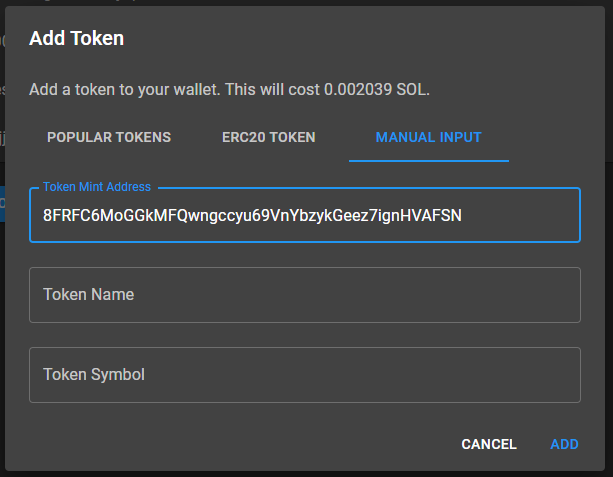 Add Token
Add a token to your wallet. This will cost 0.002039 SOL.
POPULAR TOKENS
ERC20 TOKEN
MANUAL INPUT
Token Mint Address
8FRFC6MoGGkMFQwngccyu69VnYbzykGeez7ignHVAFSN
Token Name
Token Symbol
CANCEL
ADD